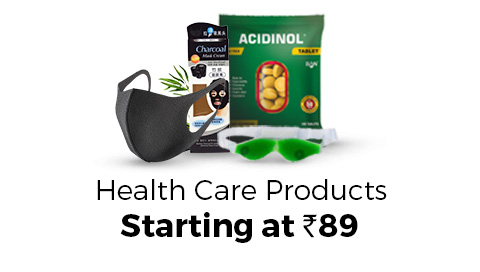 Charcoal
Mask Cream
ACIDINOL®
TABLET
Health Care Products
Starting at ₹89